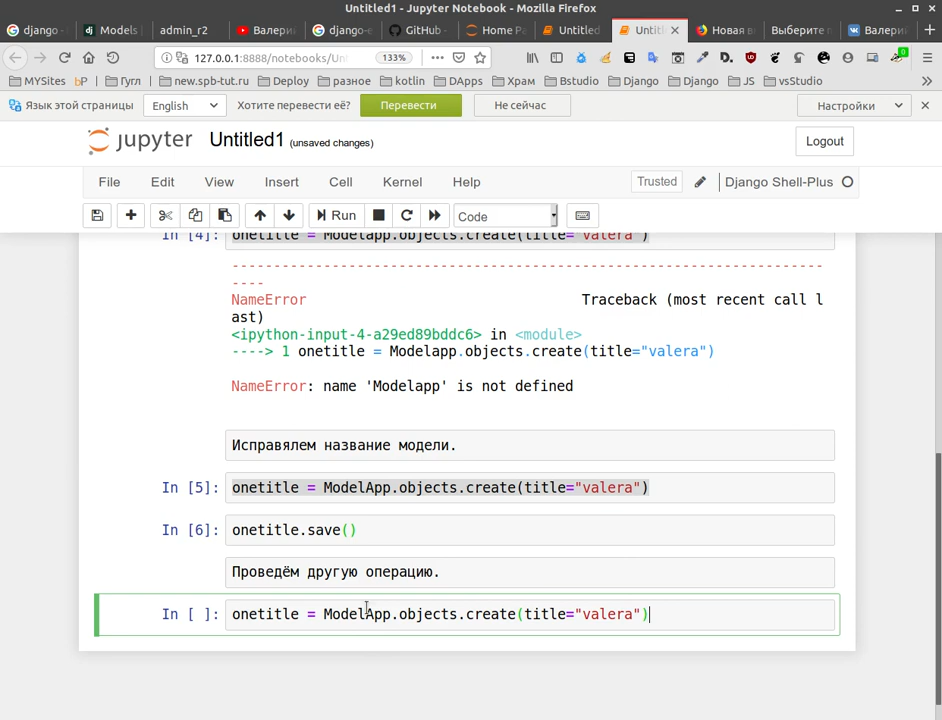 Untitled1 - Jupyter Notebook - Mozilla Firefox
django - Models admin_r2 Валери django-e GitHub Home Pa Untitled Untitl Новая в Выберите Валери
127.0.0.1:8888/notebooks/Un 133%
MYSites Гугл new.spb-tut.ru Deploy разное kotlin DApps Храм Bstudio Django Django JS vsStudio
Язык этой страницы English Хотите перевести её? Перевести Не сейчас Настройки
jupyter Untitled1 (unsaved changes) Logout
File Edit View Insert Cell Kernel Help Trusted Django Shell-Plus
Run Code
In [4]: onetitle = Modelapp.objects.create(title="valera")
-----------------------------------------------------------------------
----
NameError Traceback (most recent call l
ast)
<ipython-input-4-a29ed89bddc6> in <module>
----> 1 onetitle = Modelapp.objects.create(title="valera")
NameError: name 'Modelapp' is not defined
Исправялем название модели.
In [5]: onetitle = ModelApp.objects.create(title="valera")
In [6]: onetitle.save()
Проведём другую операцию.
In [ ]: onetitle = ModelApp.objects.create(title="valera")